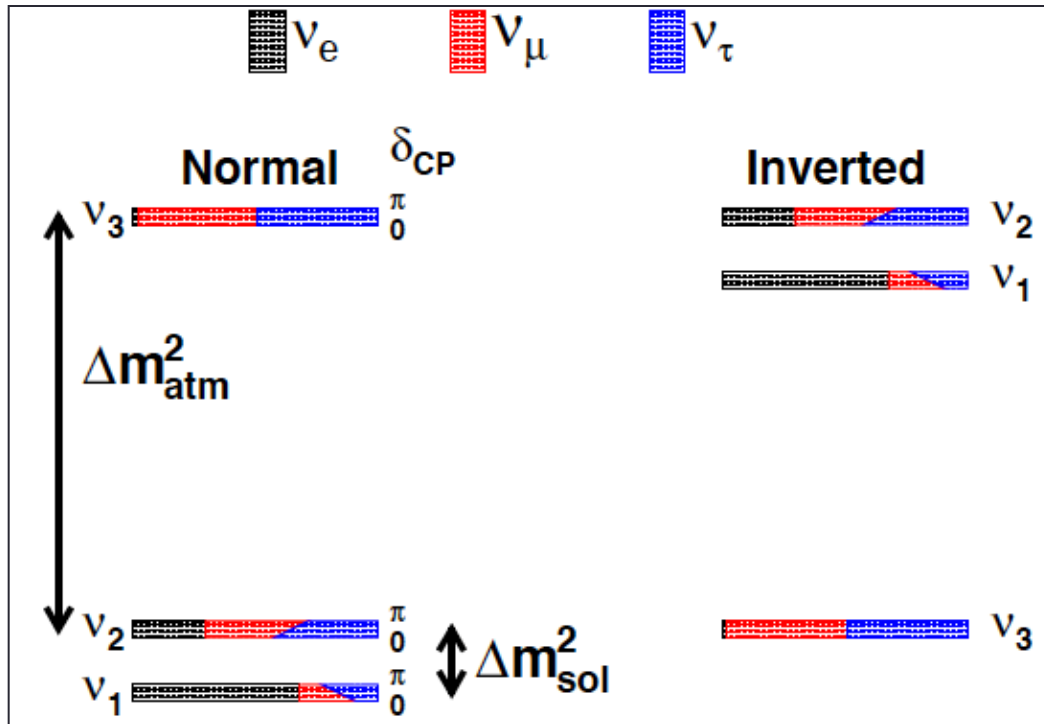 νe νμ ντ
Normal δCP Inverted
ν3 π ν2
0
ν1
Δm²atm
ν2 π ν3
0
Δm²sol
ν1 π
0